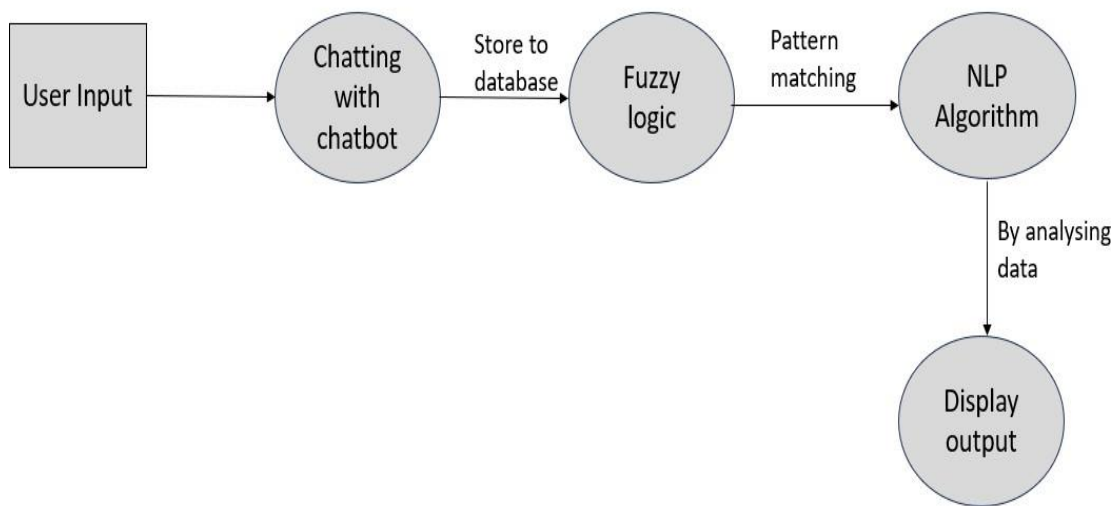 User Input
Chatting
with
chatbot
Store to
database
Fuzzy
logic
Pattern
matching
NLP
Algorithm
By analysing
data
Display
output